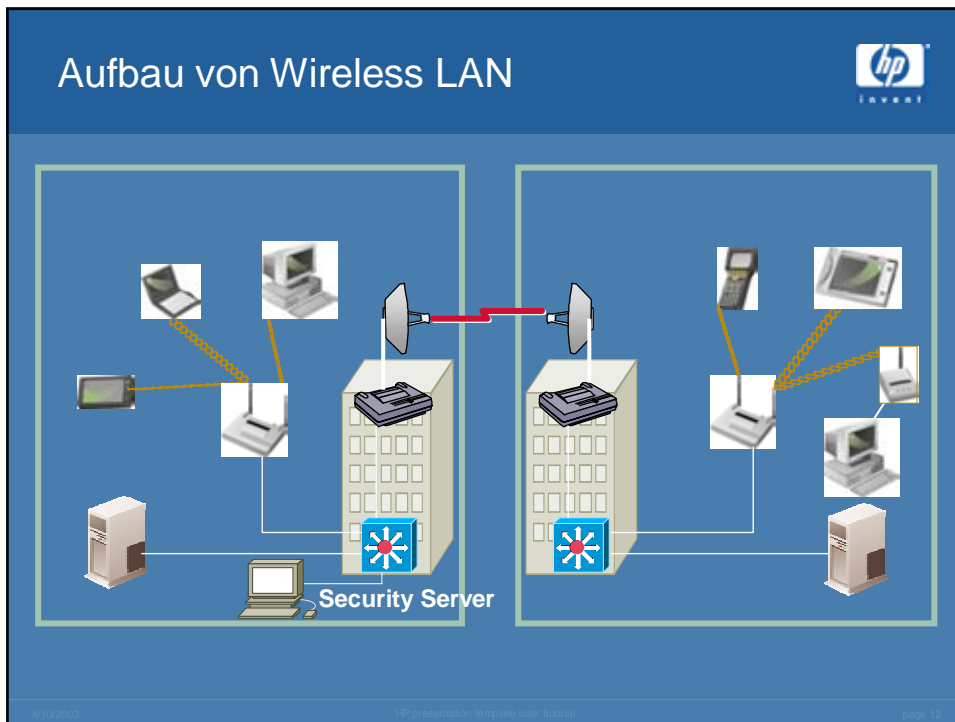 Aufbau von Wireless LAN
hp
invent
Security Server
4/10/2003
HP presentation template user tutorial
page 12